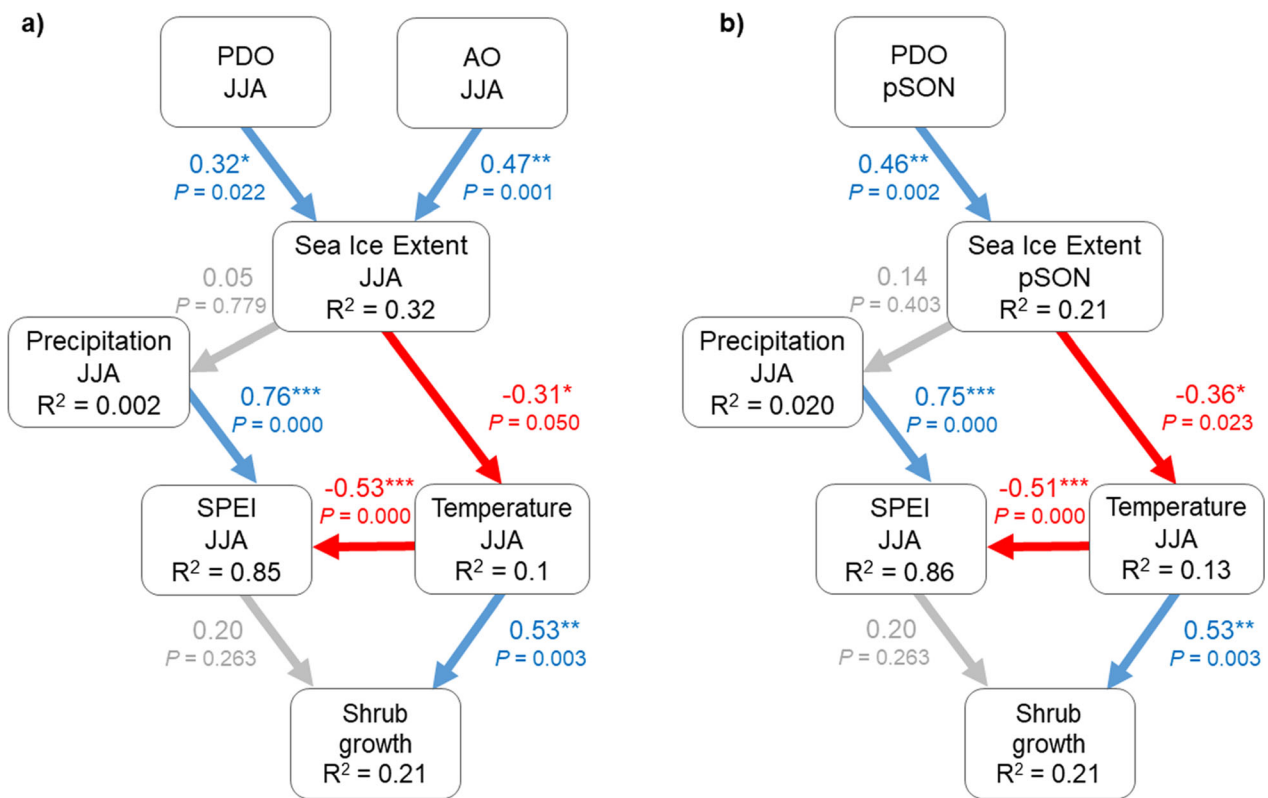 a)
PDO
JJA
AO
JJA
0.32*
P = 0.022
0.47**
P = 0.001
Sea Ice Extent
JJA
R² = 0.32
0.05
P = 0.779
Precipitation
JJA
R² = 0.002
0.76***
P = 0.000
-0.31*
P = 0.050
SPEI
JJA
R² = 0.85
-0.53***
P = 0.000
Temperature
JJA
R² = 0.1
0.20
P = 0.263
0.53**
P = 0.003
Shrub
growth
R² = 0.21
b)
PDO
pSON
0.46**
P = 0.002
Sea Ice Extent
pSON
R² = 0.21
0.14
P = 0.403
Precipitation
JJA
R² = 0.020
0.75***
P = 0.000
-0.36*
P = 0.023
SPEI
JJA
R² = 0.86
-0.51***
P = 0.000
Temperature
JJA
R² = 0.13
0.20
P = 0.263
0.53**
P = 0.003
Shrub
growth
R² = 0.21